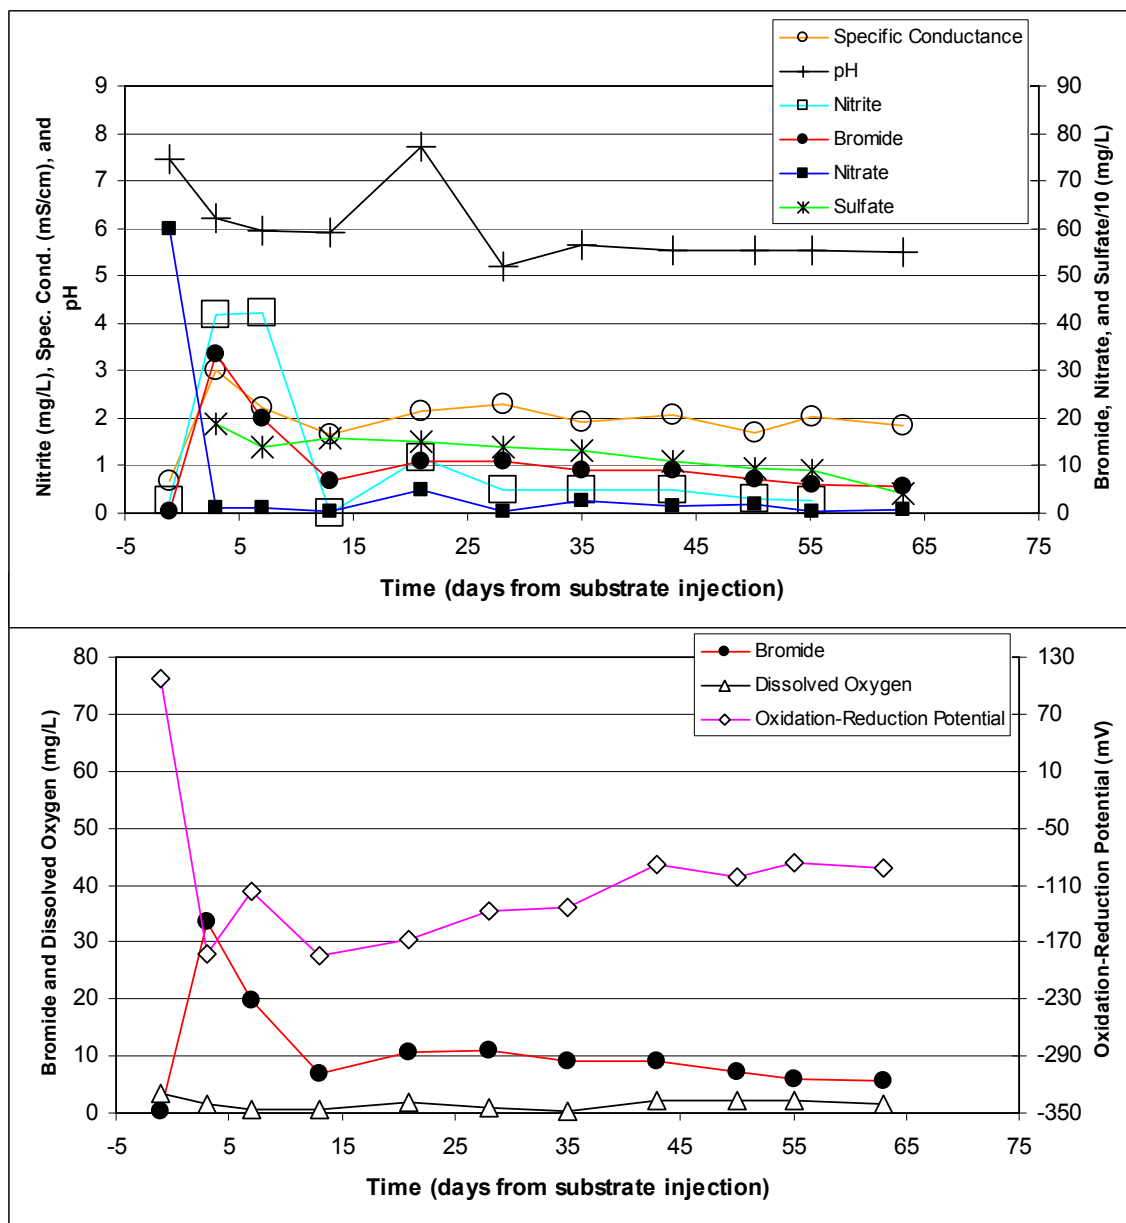 Specific Conductance
pH
Nitrite
Bromide
Nitrate
Sulfate
9
8
7
6
5
4
3
2
1
0
Nitrite (mg/L), Spec. Cond. (mS/cm), and
pH
90
80
70
60
50
40
30
20
10
0
Bromide, Nitrate, and Sulfate/10 (mg/L)
-5 5 15 25 35 45 55 65 75
Time (days from substrate injection)
Bromide
Dissolved Oxygen
Oxidation-Reduction Potential
80
70
60
50
40
30
20
10
0
Bromide and Dissolved Oxygen (mg/L)
130
70
10
-50
-110
-170
-230
-290
-350
Oxidation-Reduction Potential (mV)
-5 5 15 25 35 45 55 65 75
Time (days from substrate injection)